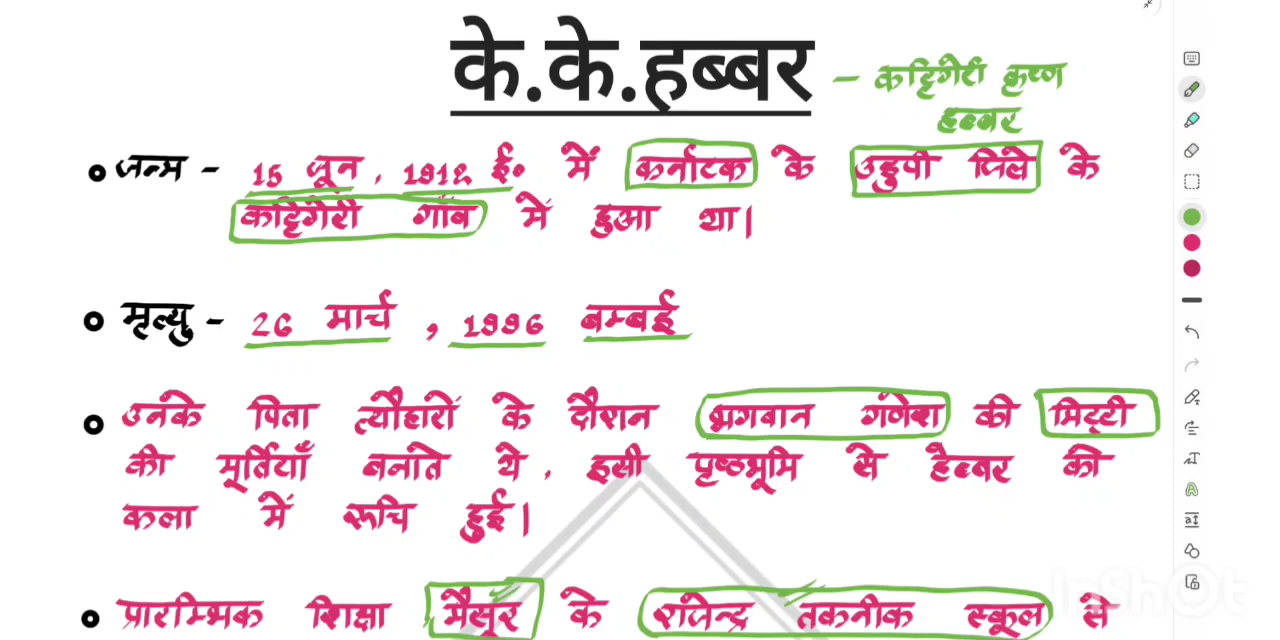 के.के.हब्बर – कट्टिगेरी कृष्ण
हब्बर
जन्म - 15 जून, 1912 ई० में कर्नाटक के उडुपी जिले के
कट्टिगेरी गाँव में हुआ था।
मृत्यु - 26 मार्च, 1996 बम्बई
उनके पिता त्यौहारों के दौरान भगवान गणेश की मिट्टी
की मूर्तियाँ बनाते थे, इसी पृष्ठभूमि से हेब्बर की
कला में रूचि हुई।
प्रारम्भिक शिक्षा मैसूर के राजेन्द्र तकनीक स्कूल से
InShot